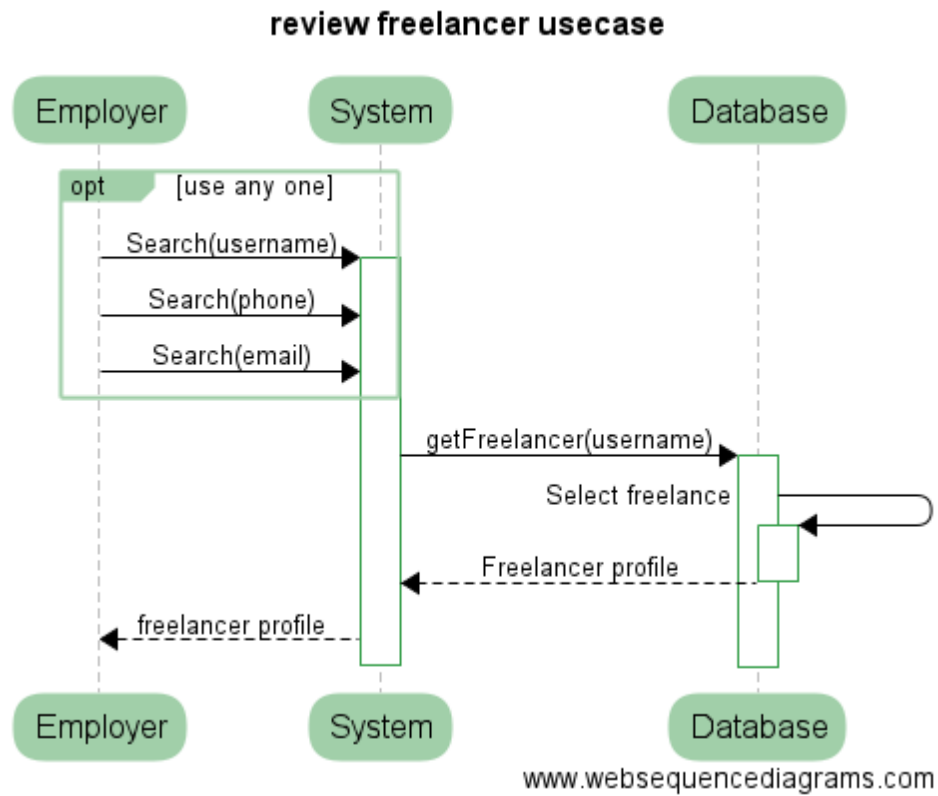 review freelancer usecase
Employer
System
Database
opt
[use any one]
Search(username)
Search(phone)
Search(email)
getFreelancer(username)
Select freelance
Freelancer profile
freelancer profile
Employer
System
Database
www.websequencediagrams.com